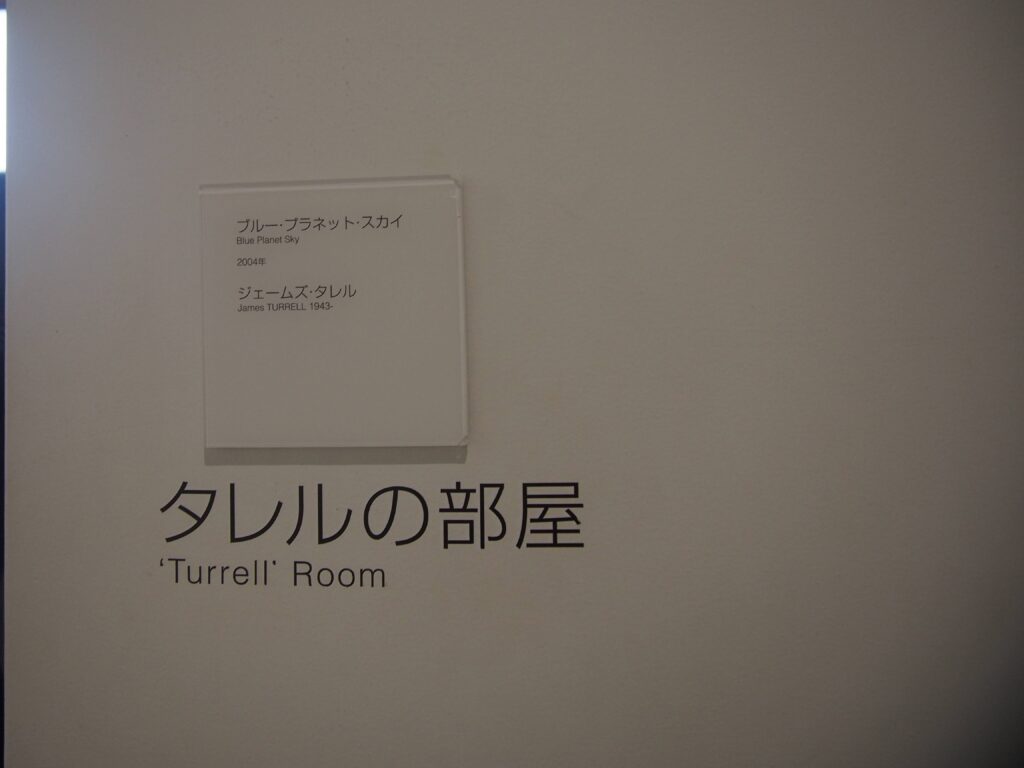 ブルー・プラネット・スカイ
Blue Planet Sky
2004年
ジェームズ・タレル
James TURRELL 1943-
タレルの部屋
‘Turrell’ Room